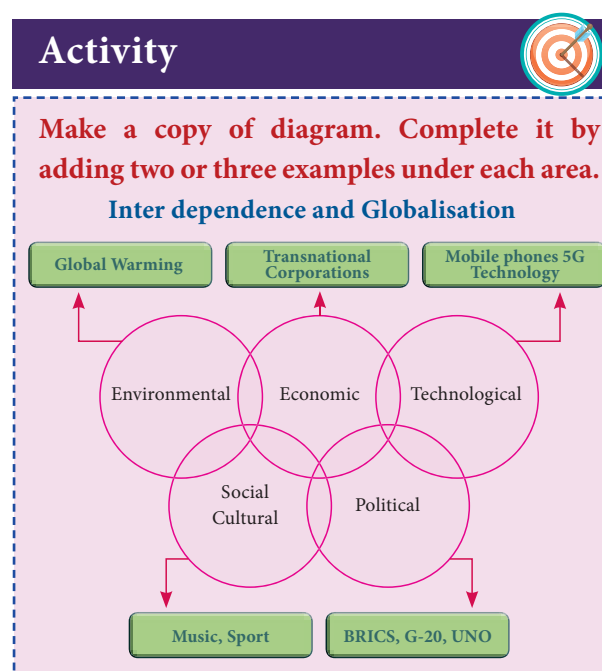 Activity
Make a copy of diagram. Complete it by
adding two or three examples under each area.
Inter dependence and Globalisation
Global Warming
Transnational
Corporations
Mobile phones 5G
Technology
Environmental
Economic
Technological
Social
Cultural
Political
Music, Sport
BRICS, G-20, UNO